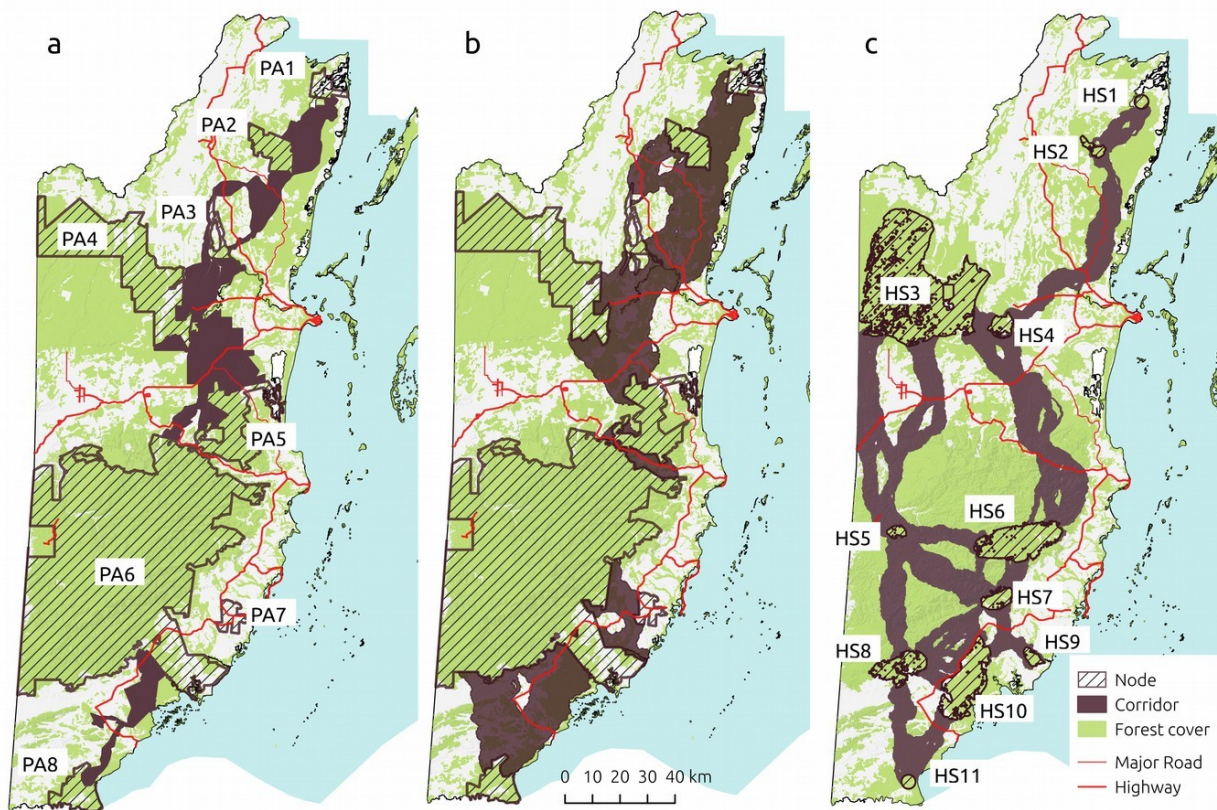 a
PA1
PA2
PA3
PA4
PA5
PA6
PA7
PA8
b
0 10 20 30 40 km
c
HS1
HS2
HS3
HS4
HS5
HS6
HS7
HS8
HS9
HS10
HS11
Node
Corridor
Forest cover
Major Road
Highway